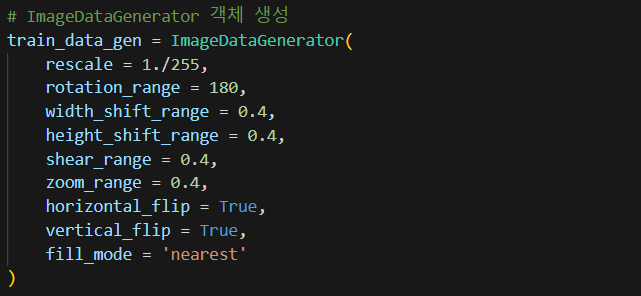 # ImageDataGenerator 객체 생성
train_data_gen = ImageDataGenerator(
    rescale = 1./255,
    rotation_range = 180,
    width_shift_range = 0.4,
    height_shift_range = 0.4,
    shear_range = 0.4,
    zoom_range = 0.4,
    horizontal_flip = True,
    vertical_flip = True,
    fill_mode = 'nearest'
)